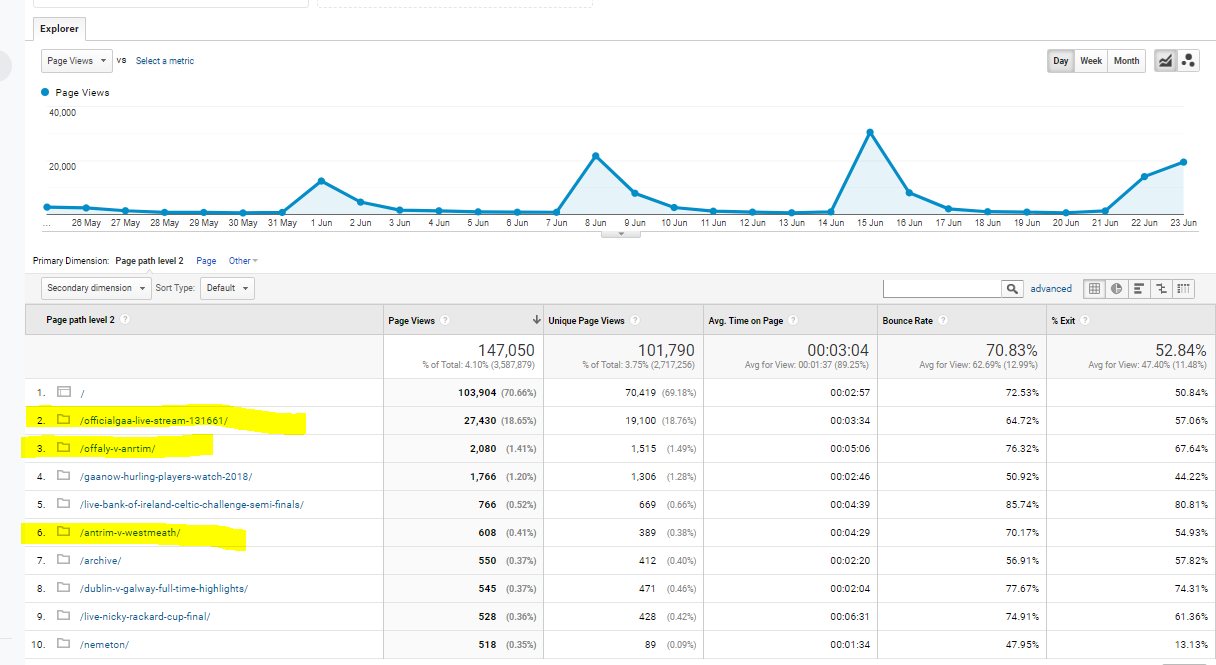 Explorer
Page Views vs Select a metric Day Week Month
Page Views
40,000
20,000
... 26 May 27 May 28 May 29 May 30 May 31 May 1 Jun 2 Jun 3 Jun 4 Jun 5 Jun 6 Jun 7 Jun 8 Jun 9 Jun 10 Jun 11 Jun 12 Jun 13 Jun 14 Jun 15 Jun 16 Jun 17 Jun 18 Jun 19 Jun 20 Jun 21 Jun 22 Jun 23 Jun
Primary Dimension: Page path level 2 Page Other
Secondary dimension Sort Type: Default advanced
Page path level 2 ? Page Views ? Unique Page Views ? Avg. Time on Page ? Bounce Rate ? % Exit ?
147,050 101,790 00:03:04 70.83% 52.84%
% of Total: 4.10% (3,587,879) % of Total: 3.75% (2,717,256) Avg for View: 00:01:37 (89.25%) Avg for View: 62.69% (12.99%) Avg for View: 47.40% (11.48%)
1. / 103,904 (70.66%) 70,419 (69.18%) 00:02:57 72.53% 50.84%
2. /officialgaa-live-stream-131661/ 27,430 (18.65%) 19,100 (18.76%) 00:03:34 64.72% 57.06%
3. /offaly-v-anrtim/ 2,080 (1.41%) 1,515 (1.49%) 00:05:06 76.32% 67.64%
4. /gaanow-hurling-players-watch-2018/ 1,766 (1.20%) 1,306 (1.28%) 00:02:46 50.92% 44.22%
5. /live-bank-of-ireland-celtic-challenge-semi-finals/ 766 (0.52%) 669 (0.66%) 00:04:39 85.74% 80.81%
6. /antrim-v-westmeath/ 608 (0.41%) 389 (0.38%) 00:04:29 70.17% 54.93%
7. /archive/ 550 (0.37%) 412 (0.40%) 00:02:20 56.91% 57.82%
8. /dublin-v-galway-full-time-highlights/ 545 (0.37%) 471 (0.46%) 00:02:04 77.67% 74.31%
9. /live-nicky-rackard-cup-final/ 528 (0.36%) 428 (0.42%) 00:06:31 74.91% 61.36%
10. /nemeton/ 518 (0.35%) 89 (0.09%) 00:01:34 47.95% 13.13%